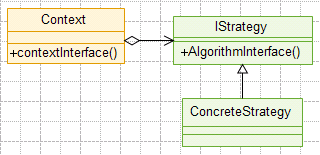 Context
+contextInterface()
IStrategy
+AlgorithmInterface()
ConcreteStrategy